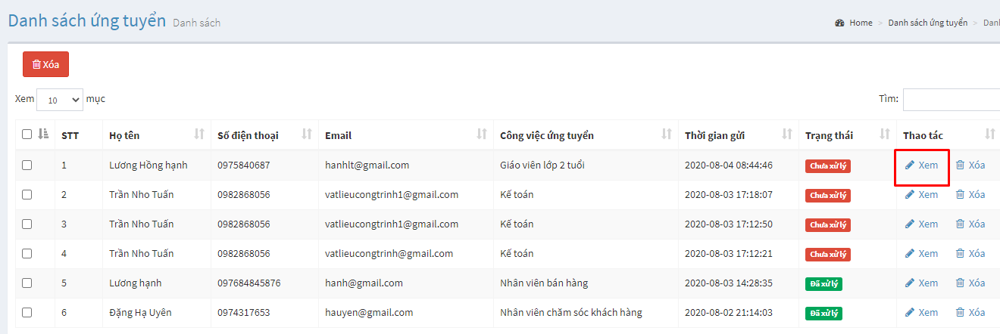 Danh sách ứng tuyển Danh sách
Home > Danh sách ứng tuyển >
Xóa
Xem 10 mục
Tìm:
STT Họ tên Số điện thoại Email Công việc ứng tuyển Thời gian gửi Trạng thái Thao tác
1 Lương Hồng hạnh 0975840687 hanhlt@gmail.com Giáo viên lớp 2 tuổi 2020-08-04 08:44:46 Chưa xử lý Xem Xóa
2 Trần Nho Tuấn 0982868056 vatlieucongtrinh1@gmail.com Kế toán 2020-08-03 17:18:07 Chưa xử lý Xem Xóa
3 Trần Nho Tuấn 0982868056 vatlieucongtrinh1@gmail.com Kế toán 2020-08-03 17:12:50 Chưa xử lý Xem Xóa
4 Trần Nho Tuấn 0982868056 vatlieucongtrinh@gmail.com Kế toán 2020-08-03 17:12:21 Chưa xử lý Xem Xóa
5 Lương hạnh 097684845876 hanh@gmail.com Nhân viên bán hàng 2020-08-03 14:28:35 Đã xử lý Xem Xóa
6 Đặng Hạ Uyên 0974317653 hauyen@gmail.com Nhân viên chăm sóc khách hàng 2020-08-02 21:14:03 Đã xử lý Xem Xóa